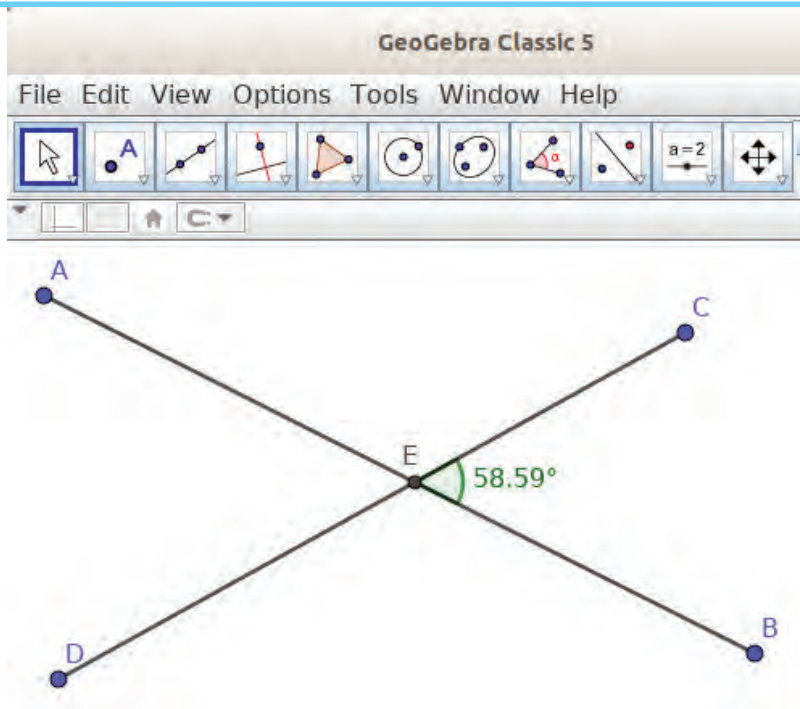 GeoGebra Classic 5
File Edit View Options Tools Window Help
A
α
a=2
A
C
E
58.59°
B
D